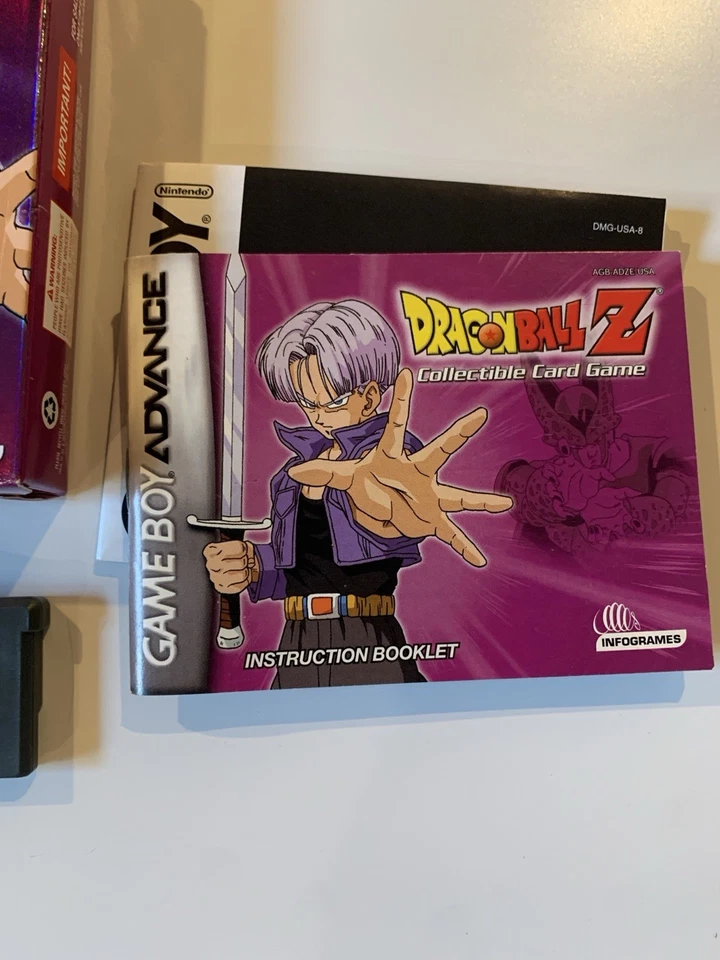 IMPORTANT!
⚠WARNING:
Nintendo®
DMG-USA-8
OY®
AGB-ADZE-USA
DRAGONBALL Z®
Collectible Card Game
GAME BOY® ADVANCE
INSTRUCTION BOOKLET
INFOGRAMES